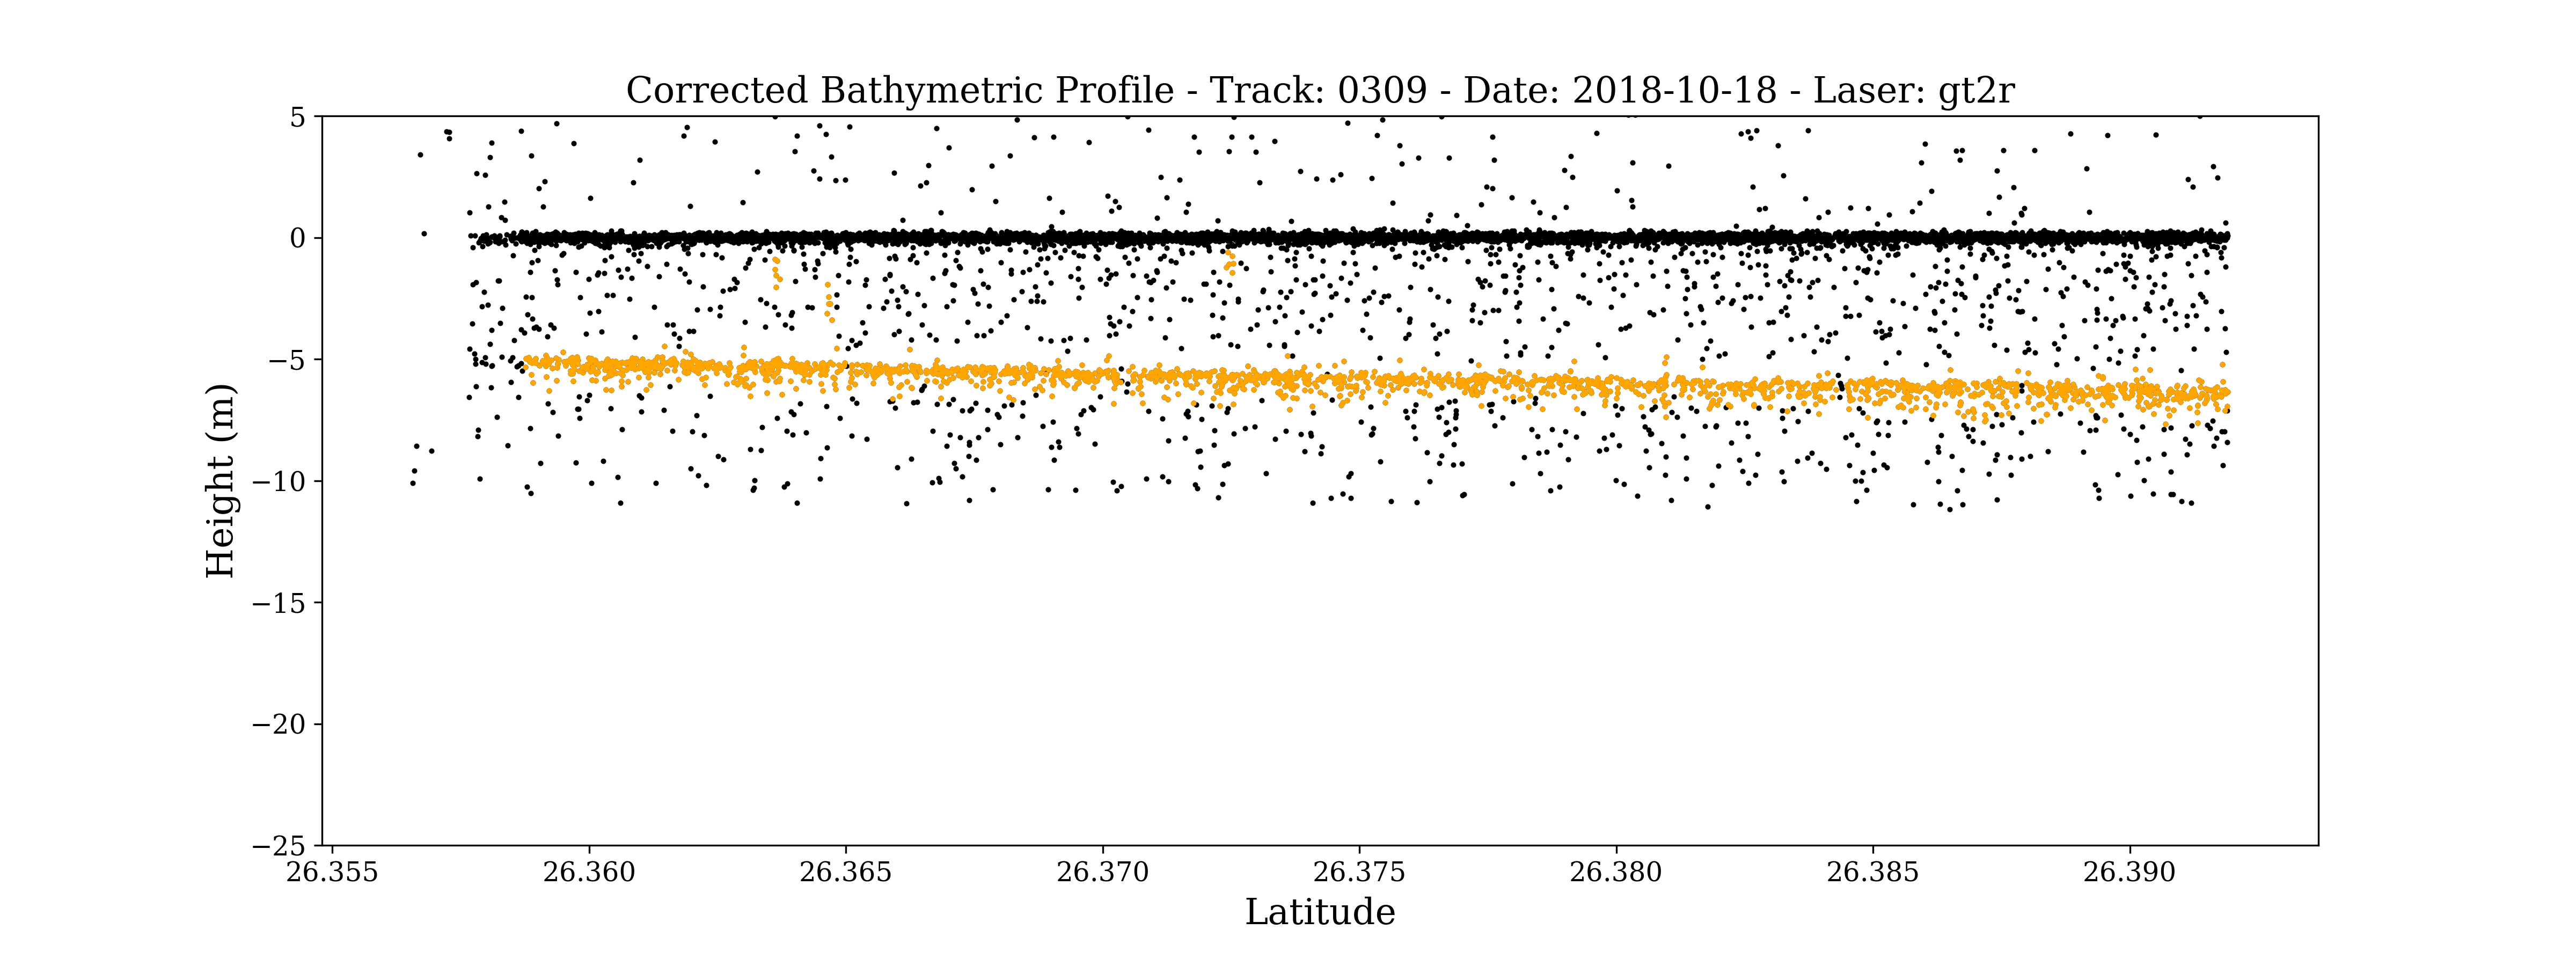 Corrected Bathymetric Profile - Track: 0309 - Date: 2018-10-18 - Laser: gt2r
5
0
−5
−10
−15
−20
−25
Height (m)
26.355 26.360 26.365 26.370 26.375 26.380 26.385 26.390
Latitude